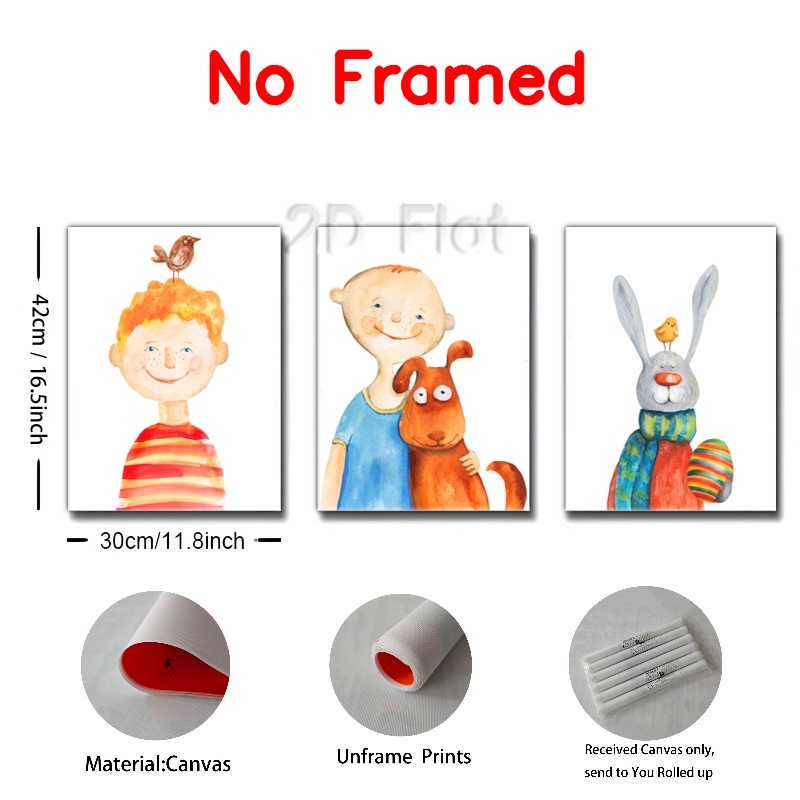 No Framed
2D Flat
42cm / 16.5inch
30cm/11.8inch
Material:Canvas
Unframe Prints
Received Canvas only,
send to You Rolled up